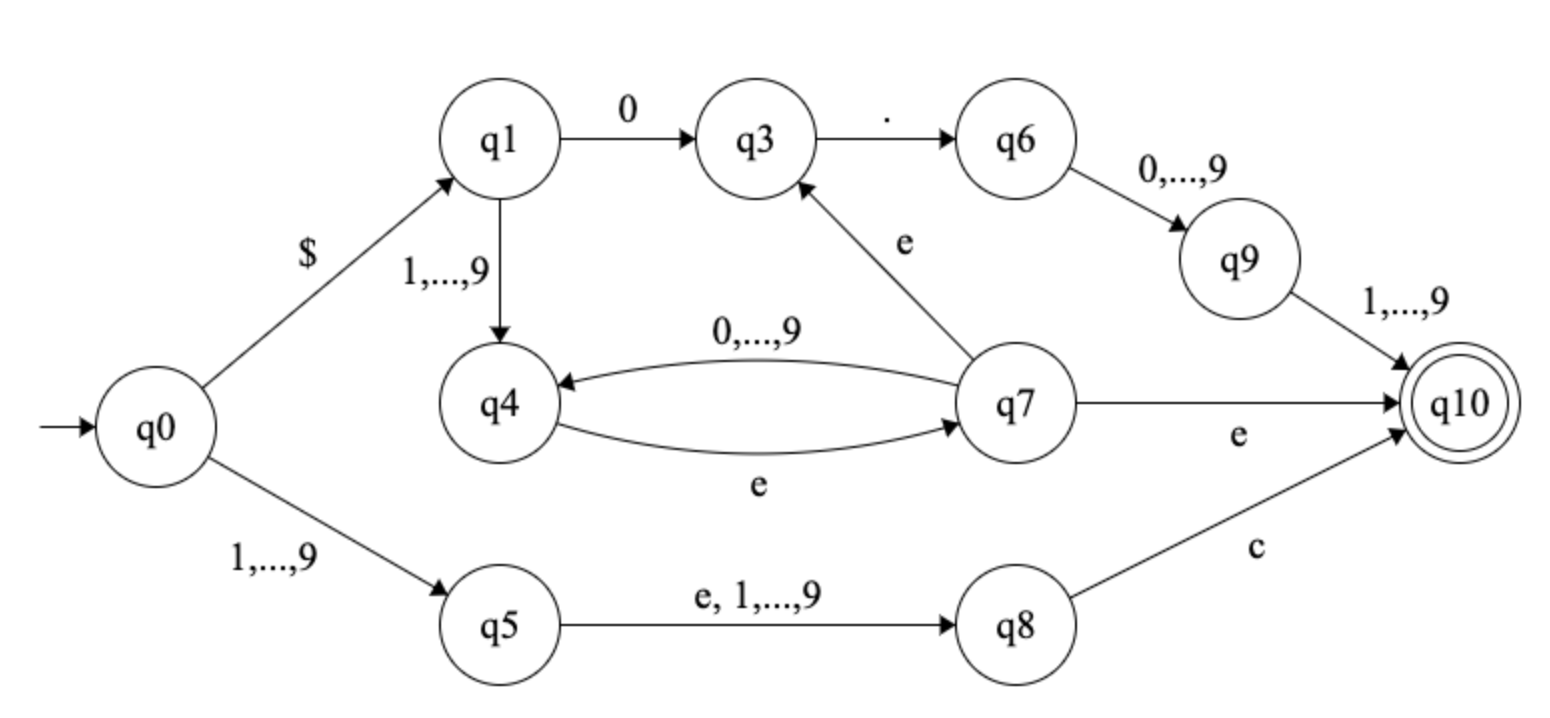 0
.
q1
q3
q6
0,...,9
$
1,...,9
e
q9
1,...,9
0,...,9
q0
q4
q7
q10
e
e
1,...,9
c
e, 1,...,9
q5
q8